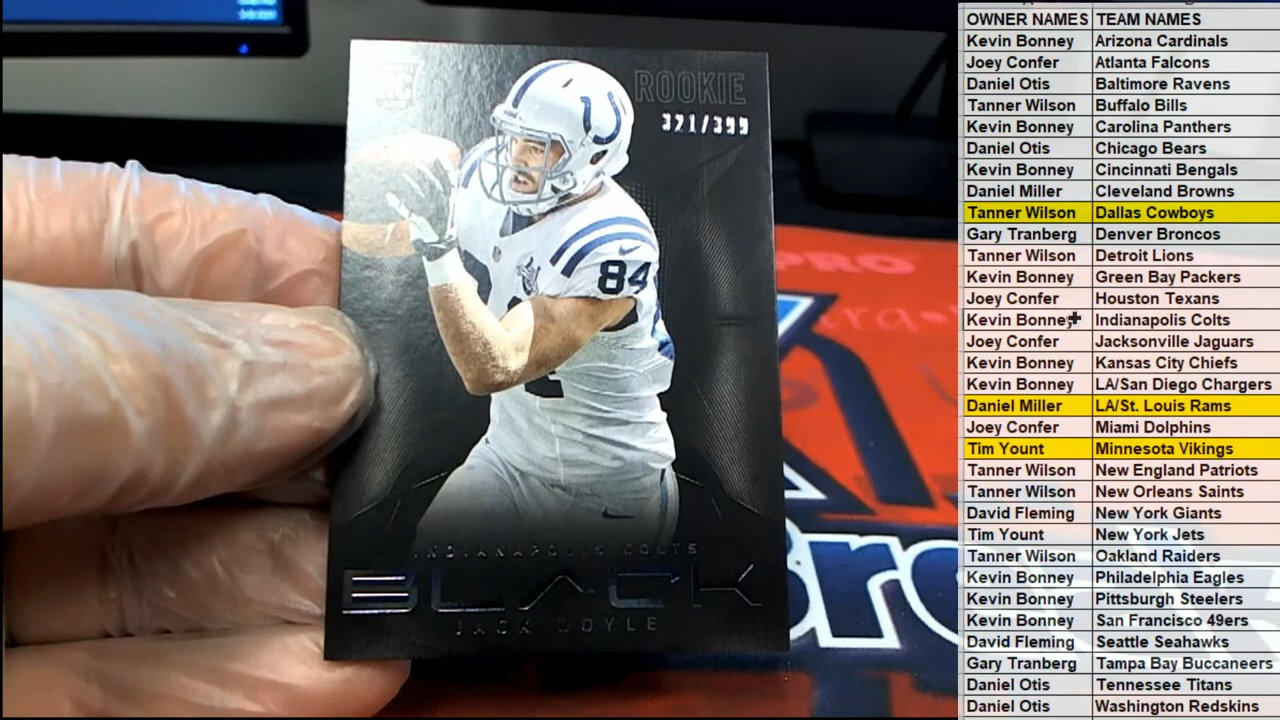 ROOKIE
321/399
RC
84
INDIANAPOLIS COLTS
BLACK
JACK DOYLE
PRO
OWNER NAMES TEAM NAMES
Kevin Bonney Arizona Cardinals
Joey Confer Atlanta Falcons
Daniel Otis Baltimore Ravens
Tanner Wilson Buffalo Bills
Kevin Bonney Carolina Panthers
Daniel Otis Chicago Bears
Kevin Bonney Cincinnati Bengals
Daniel Miller Cleveland Browns
Tanner Wilson Dallas Cowboys
Gary Tranberg Denver Broncos
Tanner Wilson Detroit Lions
Kevin Bonney Green Bay Packers
Joey Confer Houston Texans
Kevin Bonney Indianapolis Colts
Joey Confer Jacksonville Jaguars
Kevin Bonney Kansas City Chiefs
Kevin Bonney LA/San Diego Chargers
Daniel Miller LA/St. Louis Rams
Joey Confer Miami Dolphins
Tim Yount Minnesota Vikings
Tanner Wilson New England Patriots
Tanner Wilson New Orleans Saints
David Fleming New York Giants
Tim Yount New York Jets
Tanner Wilson Oakland Raiders
Kevin Bonney Philadelphia Eagles
Kevin Bonney Pittsburgh Steelers
Kevin Bonney San Francisco 49ers
David Fleming Seattle Seahawks
Gary Tranberg Tampa Bay Buccaneers
Daniel Otis Tennessee Titans
Daniel Otis Washington Redskins